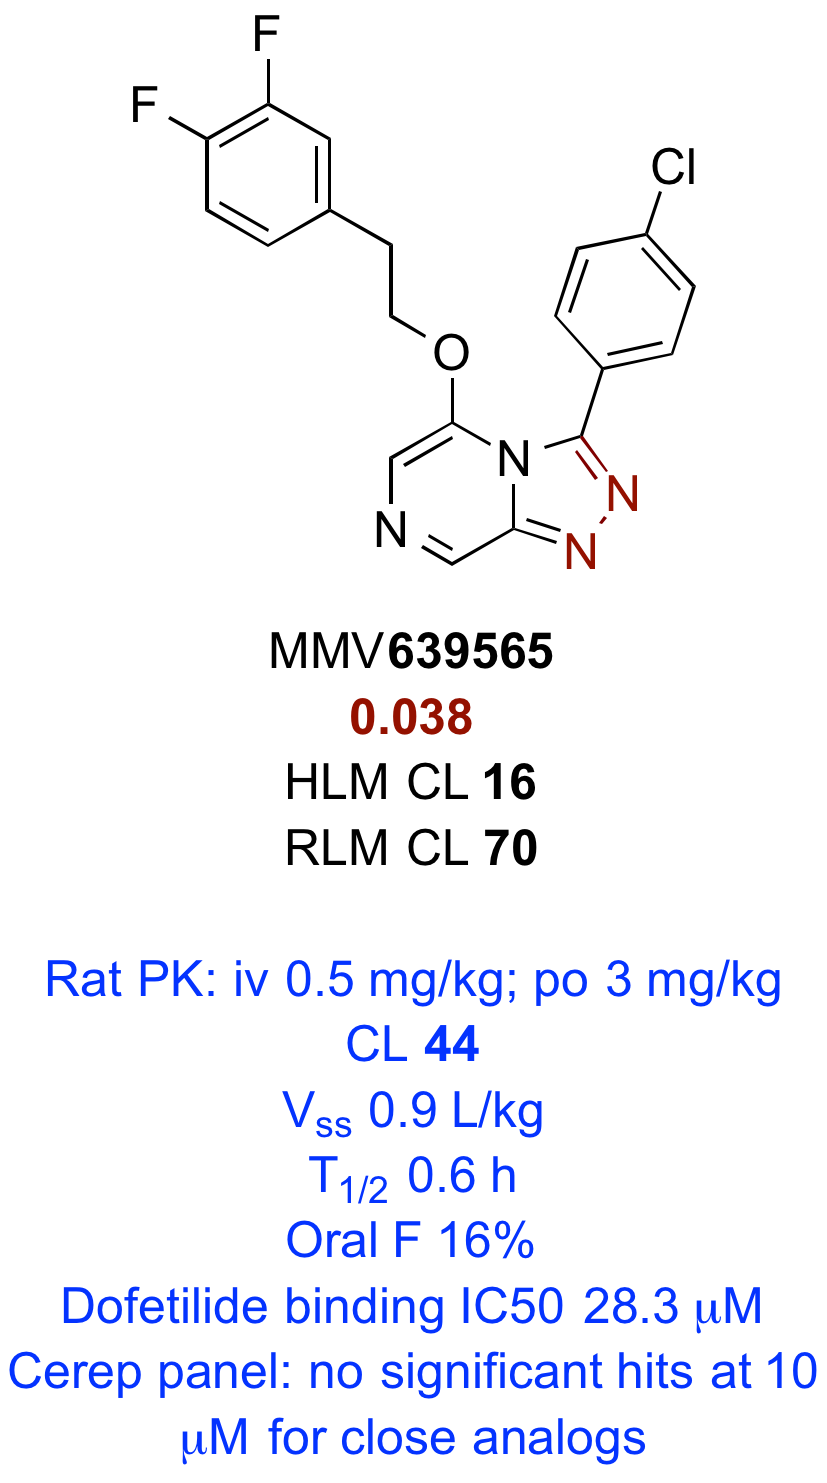 F
F
Cl
O
N
N
N
N
MMV639565
0.038
HLM CL 16
RLM CL 70
Rat PK: iv 0.5 mg/kg; po 3 mg/kg
CL 44
Vss 0.9 L/kg
T1/2 0.6 h
Oral F 16%
Dofetilide binding IC50 28.3 μM
Cerep panel: no significant hits at 10
μM for close analogs